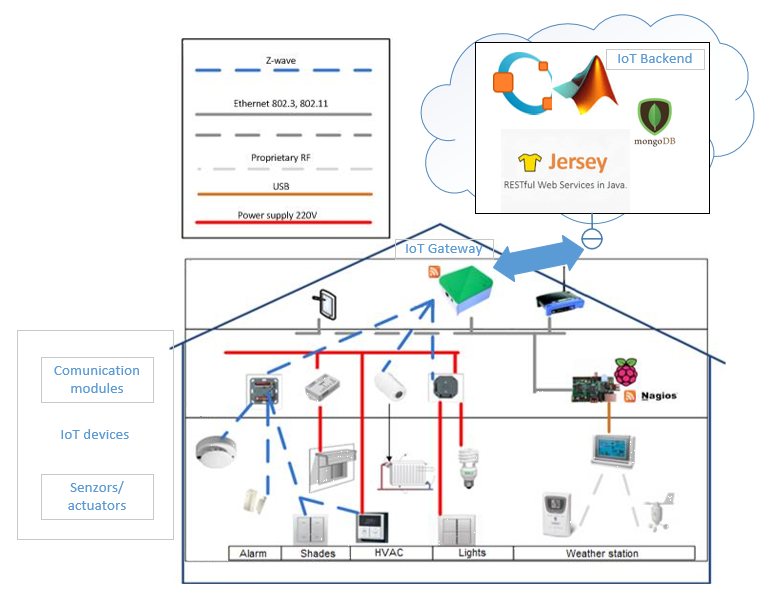 Z-wave
Ethernet 802.3, 802.11
Proprietary RF
USB
Power supply 220V
IoT Backend
mongoDB
Jersey
RESTful Web Services in Java.
IoT Gateway
Comunication
modules
IoT devices
Senzors/
actuators
Nagios
Alarm
Shades
HVAC
Lights
Weather station